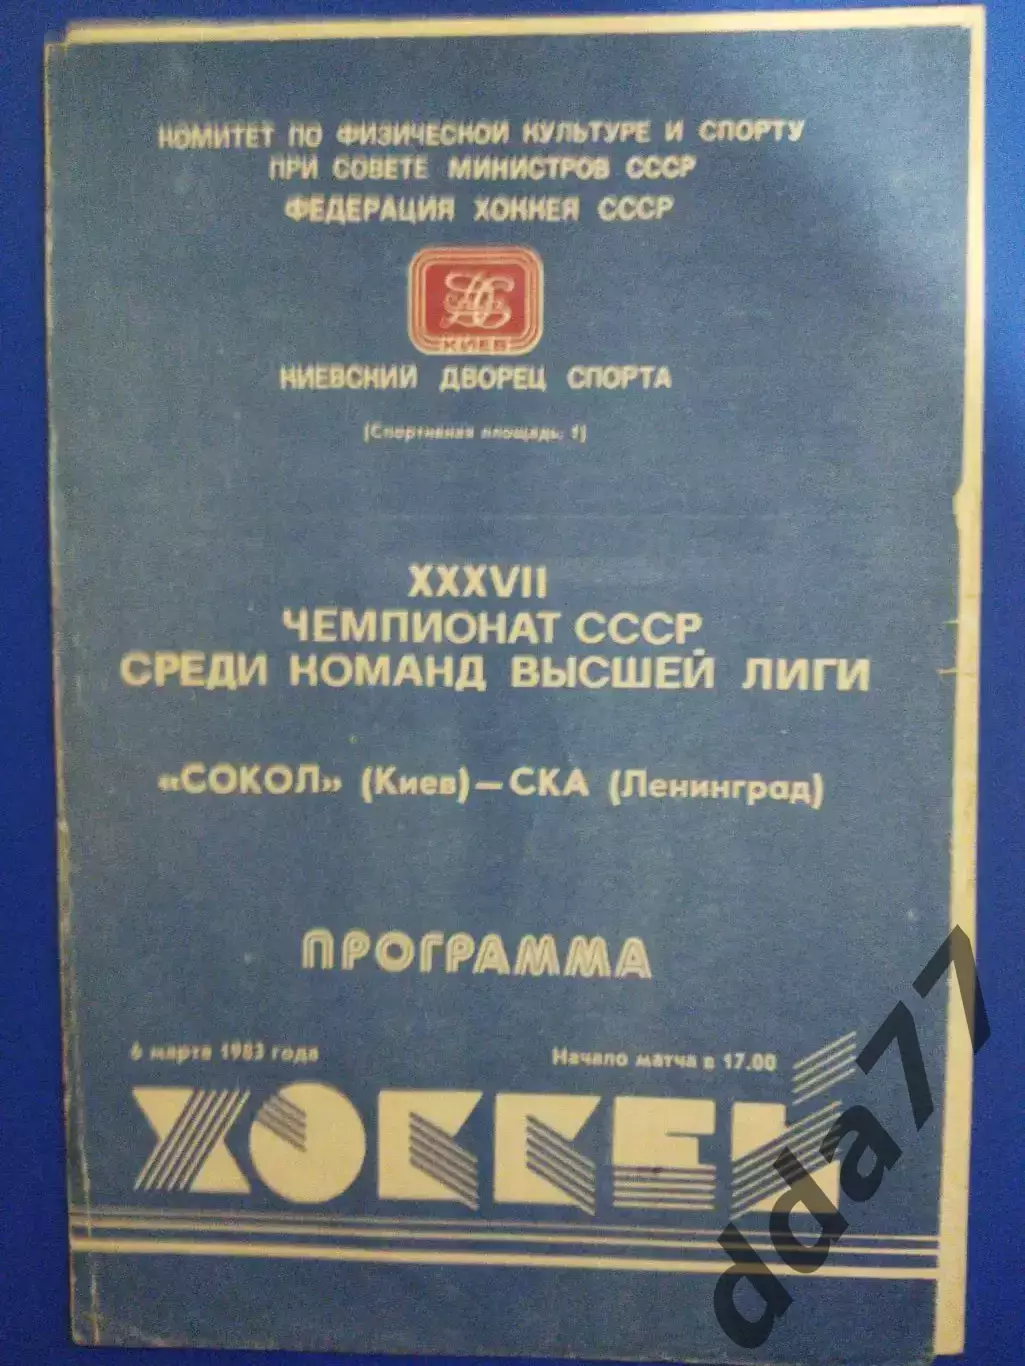 КОМИТЕТ ПО ФИЗИЧЕСКОЙ КУЛЬТУРЕ И СПОРТУ
ПРИ СОВЕТЕ МИНИСТРОВ СССР
ФЕДЕРАЦИЯ ХОККЕЯ СССР
КИЕВ
КИЕВСКИЙ ДВОРЕЦ СПОРТА
(Спортивная площадь, 1)
XXXVII
ЧЕМПИОНАТ СССР
СРЕДИ КОМАНД ВЫСШЕЙ ЛИГИ
«СОКОЛ» (Киев) — СКА (Ленинград)
ПРОГРАММА
6 марта 1983 года
Начало матча в 17.00
ХОККЕЙ
dda77